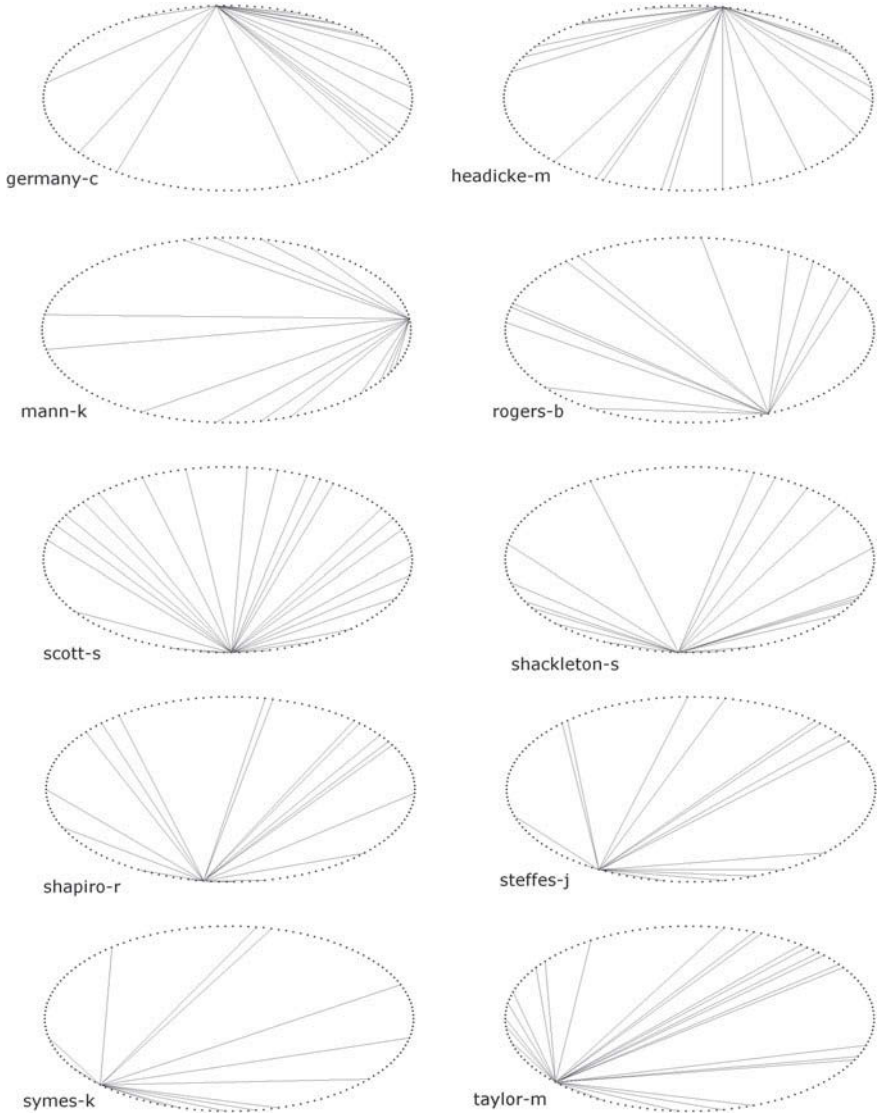 germany-c
headicke-m
mann-k
rogers-b
scott-s
shackleton-s
shapiro-r
steffes-j
symes-k
taylor-m